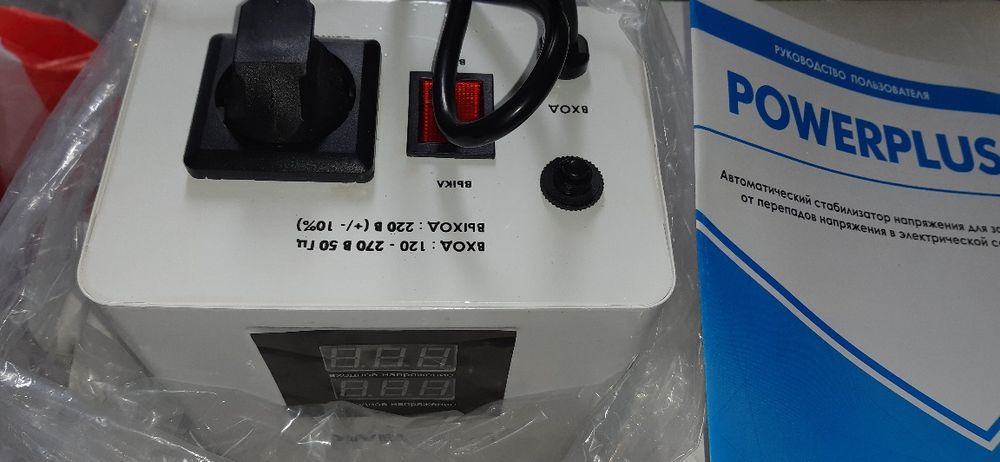 ВХОД
ВЫКЛ
ВХОД : 120 - 270 В 50 Гц
ВЫХОД : 220 В (+/- 10%)
РУКОВОДСТВО ПОЛЬЗОВАТЕЛЯ
POWERPLUS
Автоматический стабилизатор напряжения для
от перепадов напряжения в электрической